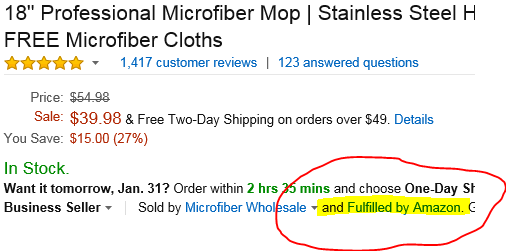 18" Professional Microfiber Mop | Stainless Steel H
FREE Microfiber Cloths
1,417 customer reviews | 123 answered questions
Price: $54.98
Sale: $39.98 & Free Two-Day Shipping on orders over $49. Details
You Save: $15.00 (27%)
In Stock.
Want it tomorrow, Jan. 31? Order within 2 hrs 35 mins and choose One-Day Sh
Business Seller Sold by Microfiber Wholesale and Fulfilled by Amazon. G